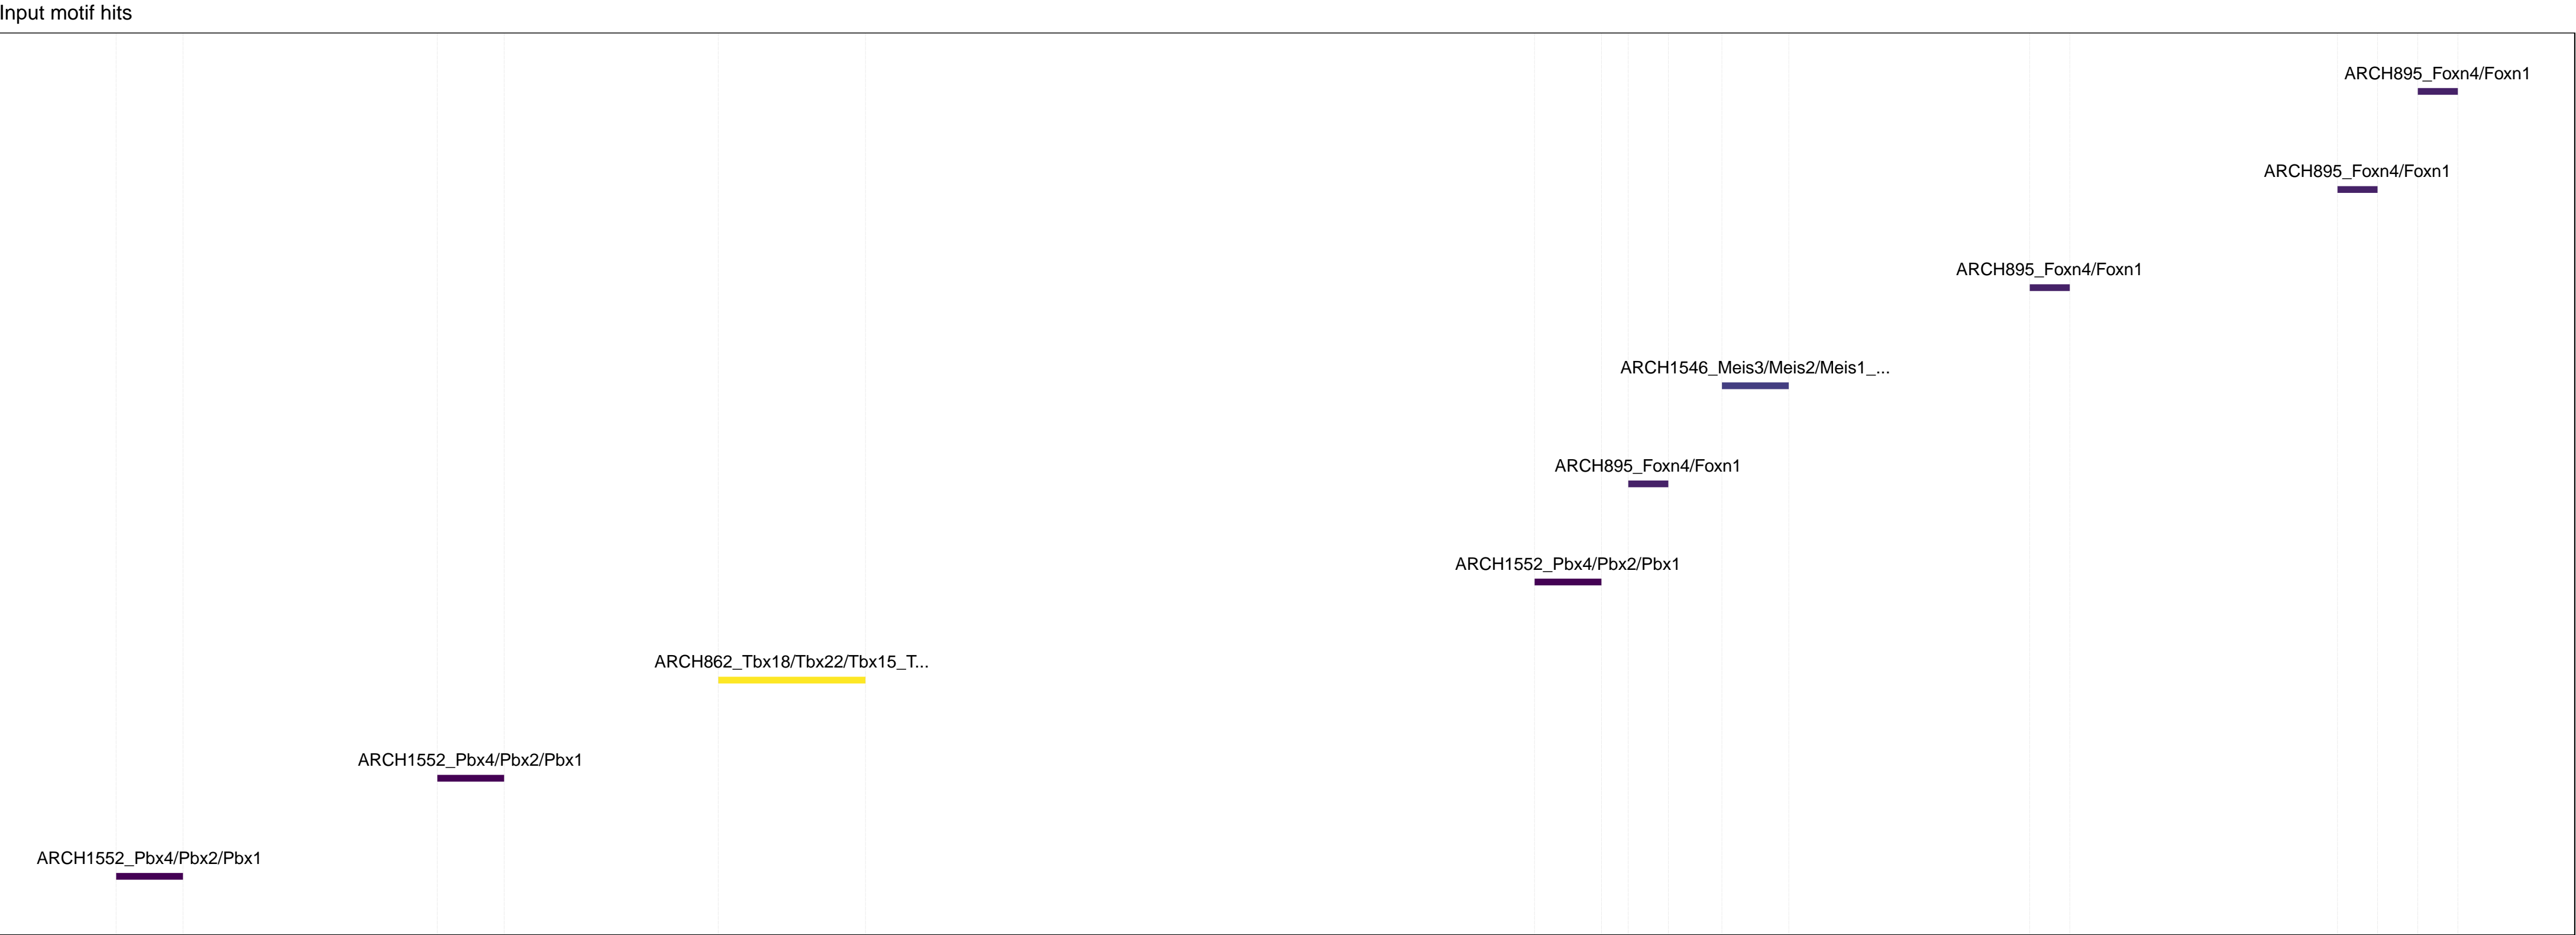 Input motif hits
ARCH895_Foxn4/Foxn1
ARCH895_Foxn4/Foxn1
ARCH895_Foxn4/Foxn1
ARCH1546_Meis3/Meis2/Meis1_...
ARCH895_Foxn4/Foxn1
ARCH1552_Pbx4/Pbx2/Pbx1
ARCH862_Tbx18/Tbx22/Tbx15_T...
ARCH1552_Pbx4/Pbx2/Pbx1
ARCH1552_Pbx4/Pbx2/Pbx1